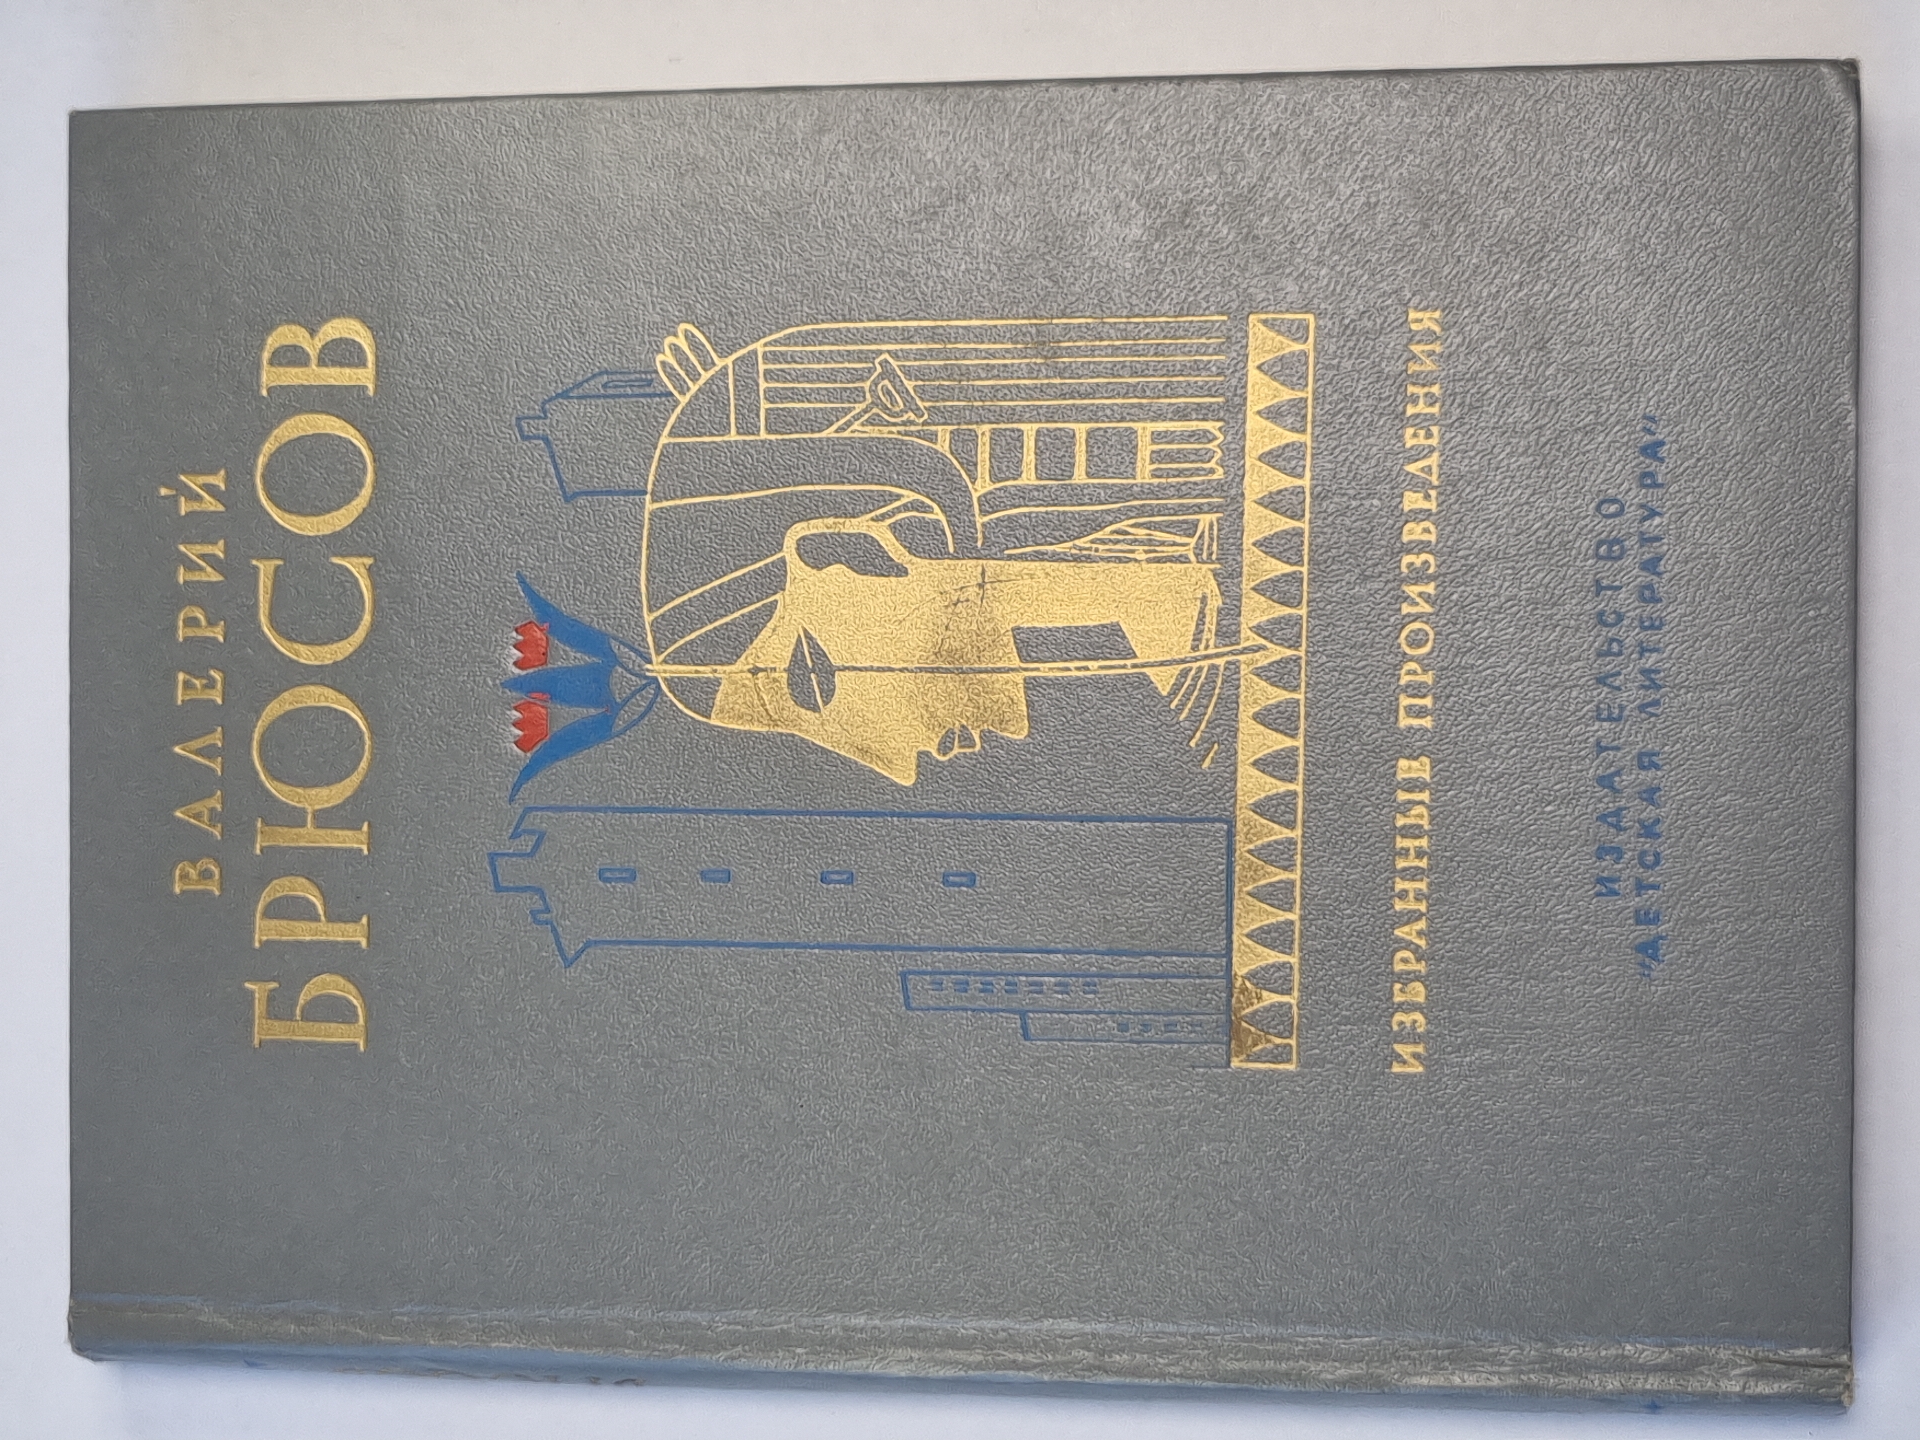 ВАЛЕРИЙ
БРЮСОВ
ИЗБРАННЫЕ ПРОИЗВЕДЕНИЯ
ИЗДАТЕЛЬСТВО
"ДЕТСКАЯ ЛИТЕРАТУРА"